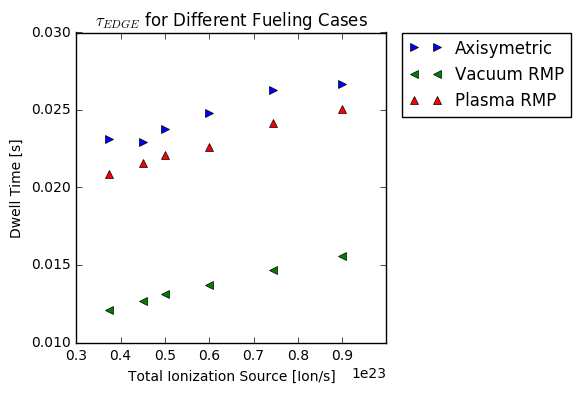 τEDGE for Different Fueling Cases
0.030
0.025
0.020
0.015
0.010
Dwell Time [s]
0.3 0.4 0.5 0.6 0.7 0.8 0.9
1e23
Total Ionization Source [Ion/s]
Axisymetric
Vacuum RMP
Plasma RMP